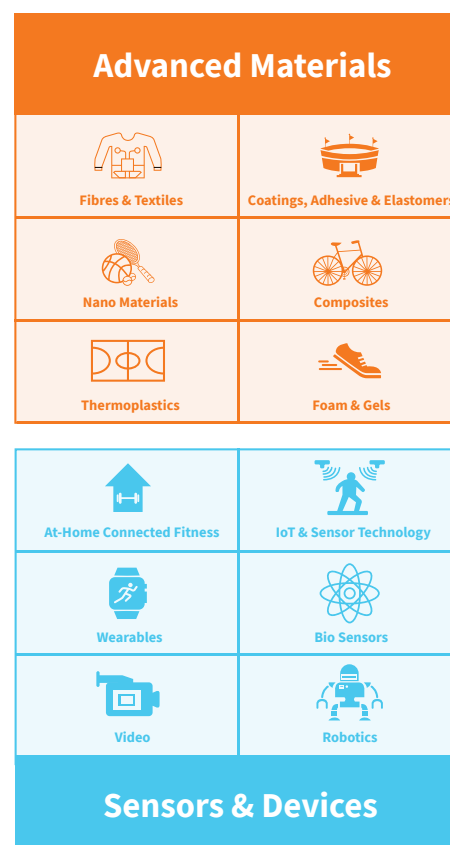 Advanced Materials
Fibres & Textiles
Coatings, Adhesive & Elastomers
Nano Materials
Composites
Thermoplastics
Foam & Gels
At-Home Connected Fitness
IoT & Sensor Technology
Wearables
Bio Sensors
Video
Robotics
Sensors & Devices